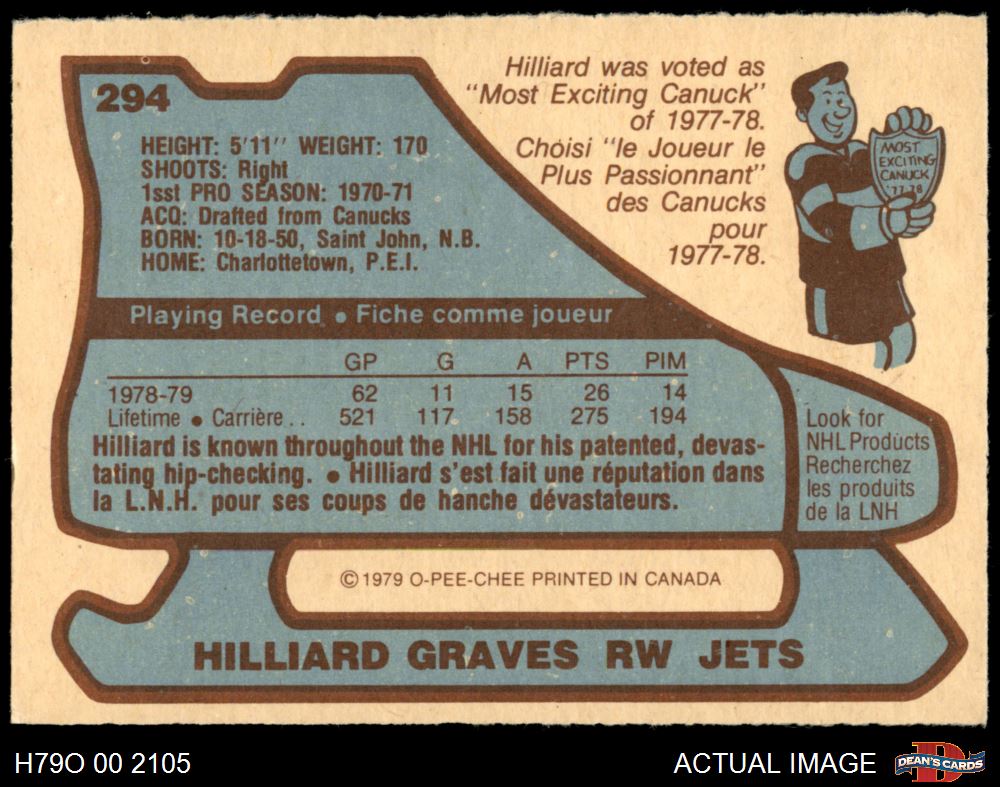 294
HEIGHT: 5'11" WEIGHT: 170
SHOOTS: Right
1sst PRO SEASON: 1970-71
ACQ: Drafted from Canucks
BORN: 10-18-50, Saint John, N.B.
HOME: Charlottetown, P.E.I.
Hilliard was voted as
"Most Exciting Canuck"
of 1977-78.
Choisi "le Joueur le
Plus Passionnant"
des Canucks
pour
1977-78.
MOST
EXCITING
CANUCK
'77-78
Playing Record • Fiche comme joueur
GP G A PTS PIM
1978-79 62 11 15 26 14
Lifetime • Carrière . . 521 117 158 275 194
Hilliard is known throughout the NHL for his patented, devas-
tating hip-checking. • Hilliard s'est fait une réputation dans
la L.N.H. pour ses coups de hanche dévastateurs.
Look for
NHL Products
Recherchez
les produits
de la LNH
© 1979 O-PEE-CHEE PRINTED IN CANADA
HILLIARD GRAVES RW JETS
H79O 00 2105
ACTUAL IMAGE
D
DEAN'S CARDS